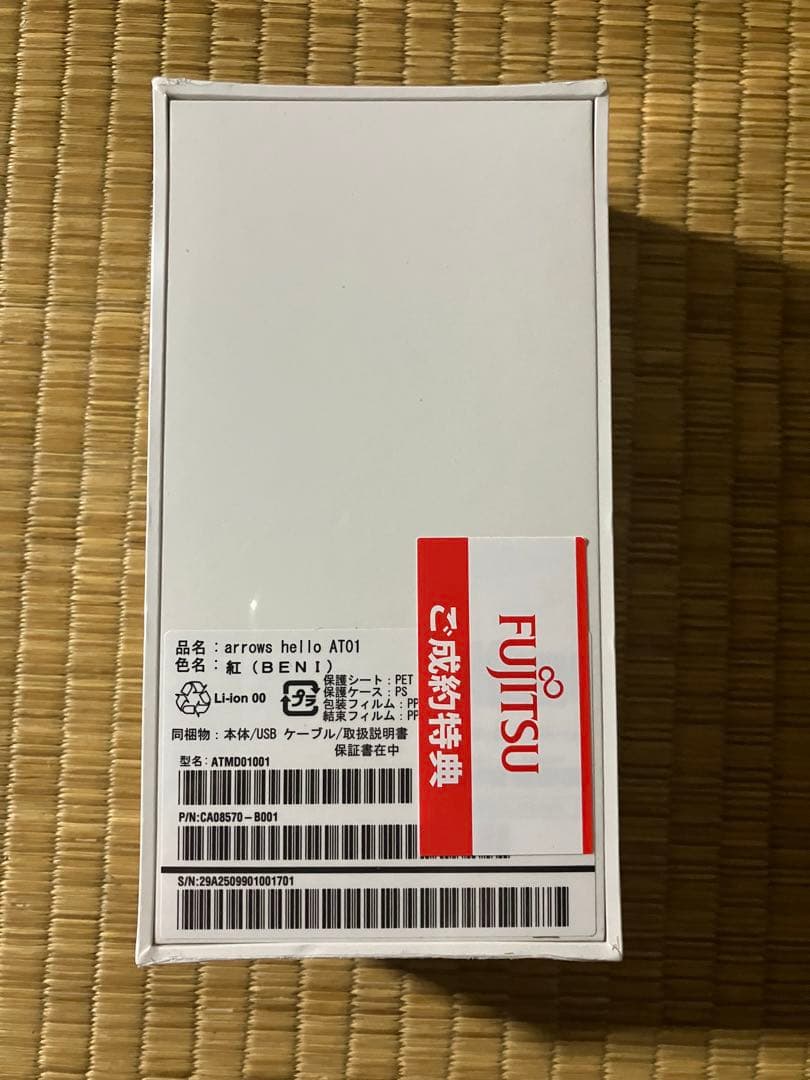 品名：arrows hello AT01
色名：紅（BENI）
Li-ion 00
プラ
保護シート：PET
保護ケース：PS
包装フィルム：PP
結束フィルム：PP
同梱物：本体/USB ケーブル/取扱説明書
保証書在中
型名：ATMD01001
P/N:CA08570-B001
S/N:29A2509901001701
FUJITSU
ご成約特典